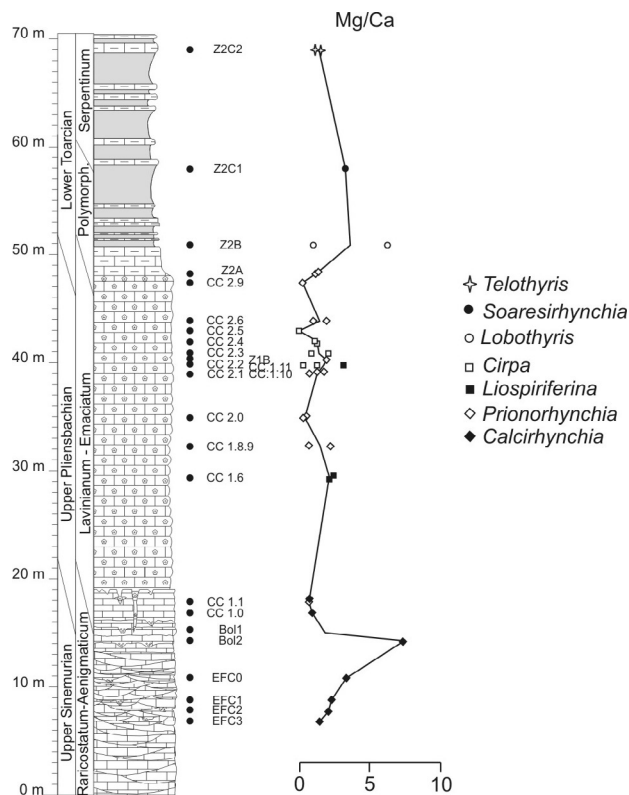 Mg/Ca
70 m
60 m
50 m
40 m
30 m
20 m
10 m
0 m
Lower Toarcian
Upper Pliensbachian
Upper Sinemurian
Serpentinum
Polymorph.
Lavinianum - Emaciatum
Raricostatum-Aenigmaticum
Z2C2
Z2C1
Z2B
Z2A
CC 2.9
CC 2.6
CC 2.5
CC 2.4
CC 2.3
Z1B
CC 2.2 CC.1.11
CC 2.1 CC.1.10
CC 2.0
CC 1.8.9
CC 1.6
CC 1.1
CC 1.0
Bol1
Bol2
EFC0
EFC1
EFC2
EFC3
Telothyris
Soaresirhynchia
Lobothyris
Cirpa
Liospiriferina
Prionorhynchia
Calcirhynchia
0 5 10